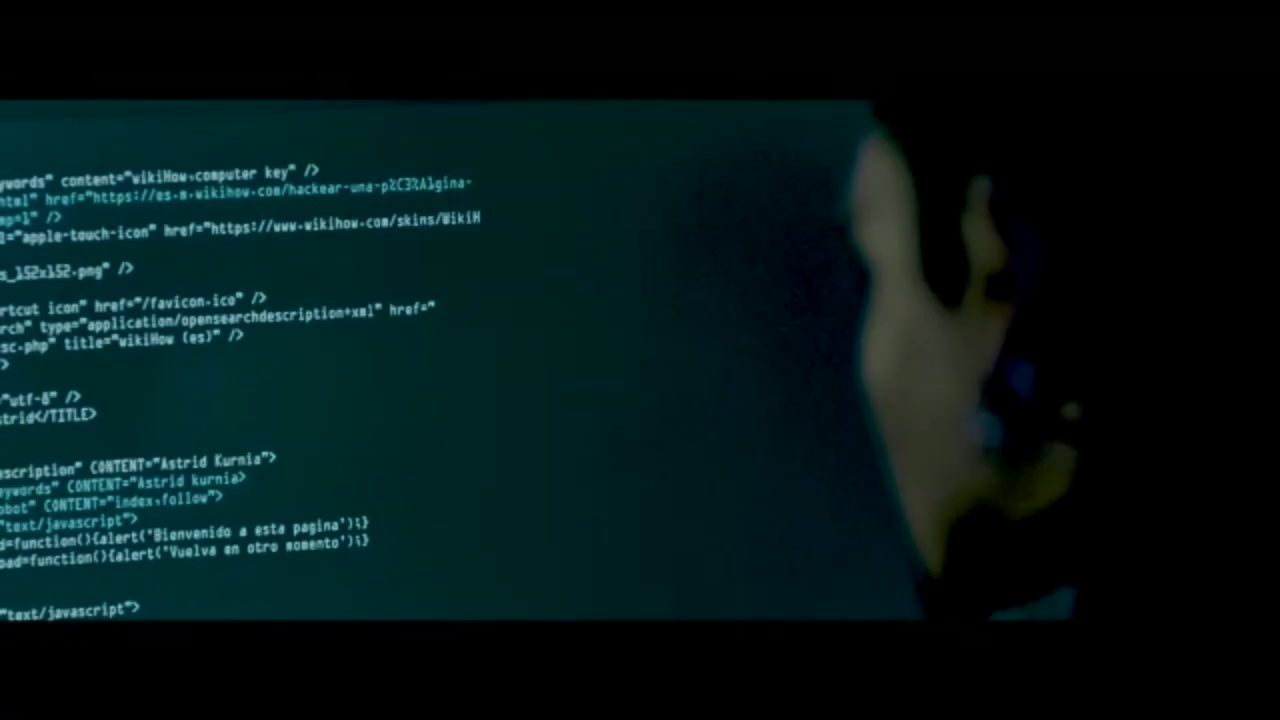 ywords" content="wikiHow,computer key" />
html" href="https://es.m.wikihow.com/hackear-una-p%C3%A1gina-
mp=1" />
l="apple-touch-icon" href="https://www.wikihow.com/skins/WikiH
s_152x152.png" />
rtcut icon" href="/favicon.ico" />
rch" type="application/opensearchdescription+xml" href="
sc.php" title="wikiHow (es)" />
>
="utf-8" />
strid</TITLE>
escription" CONTENT="Astrid Kurnia">
eywords" CONTENT="Astrid kurnia>
obot" CONTENT="index,follow">
"text/javascript">
d=function(){alert('Bienvenido a esta pagina');}
oad=function(){alert('Vuelva en otro momento');}
"text/javascript">